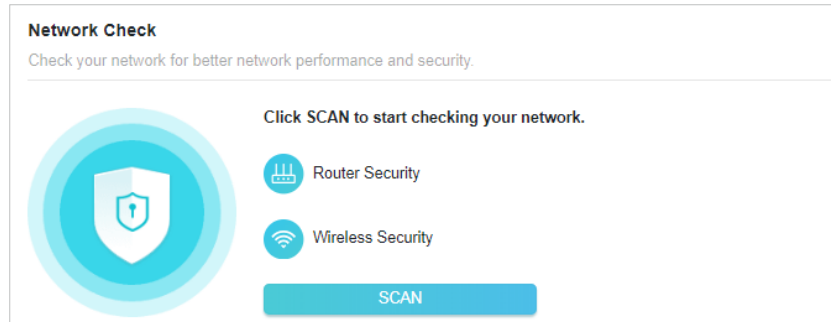 Network Check
Check your network for better network performance and security.
Click SCAN to start checking your network.
Router Security
Wireless Security
SCAN